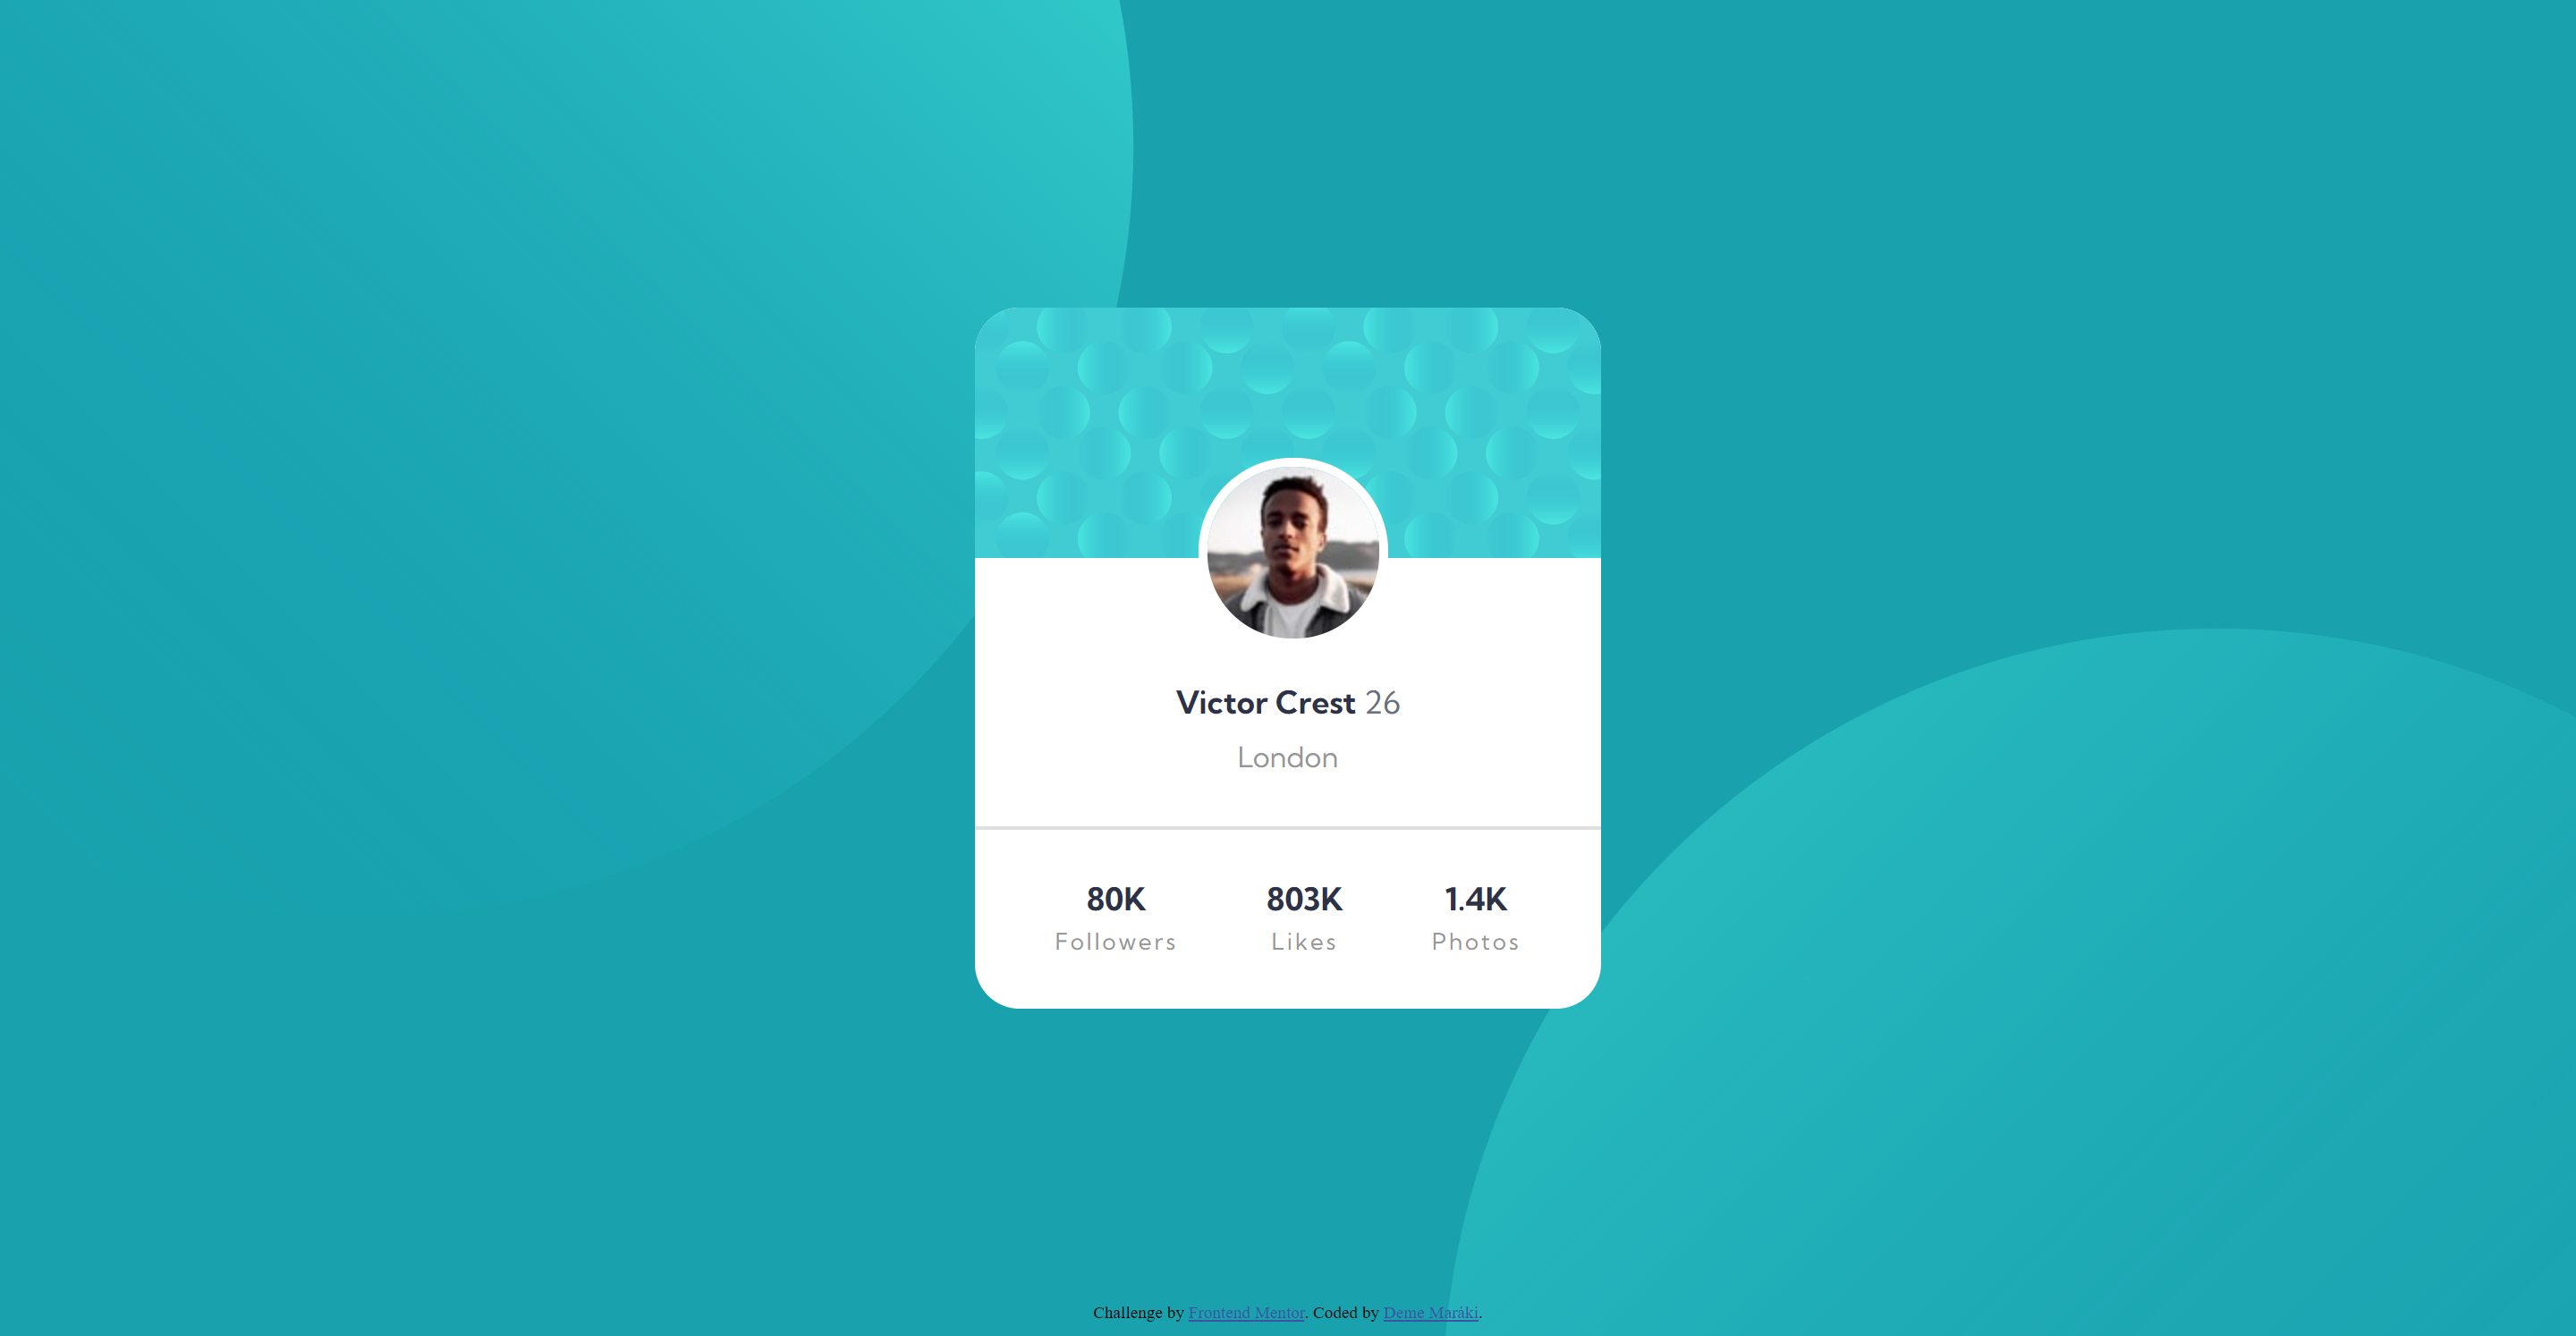 Victor Crest 26
London
80K 803K 1.4K
Followers Likes Photos
Challenge by Frontend Mentor. Coded by Deme Maráki.